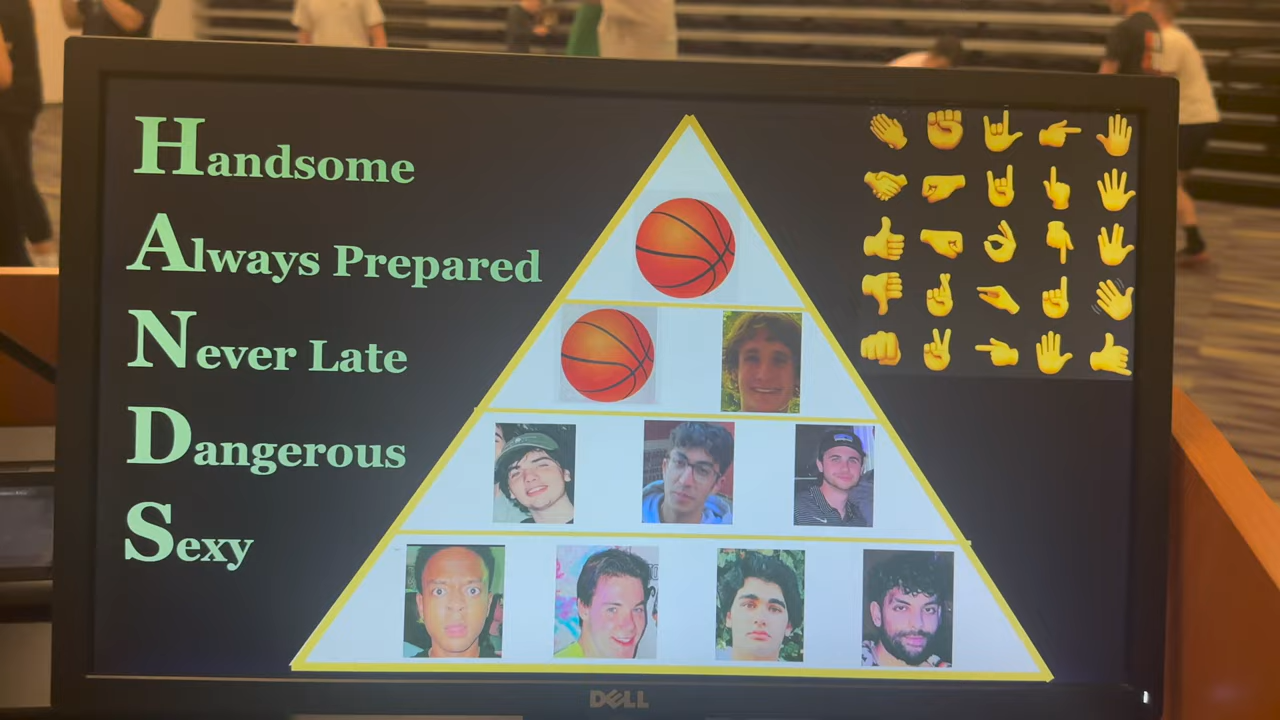 Handsome
Always Prepared
Never Late
Dangerous
Sexy
DELL